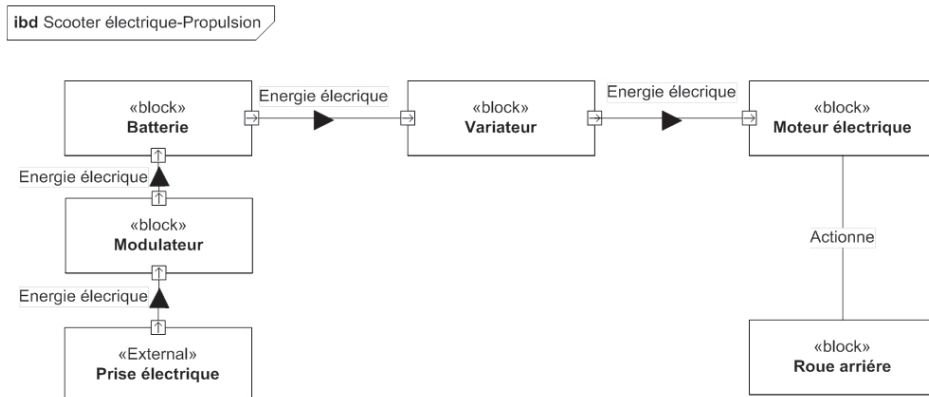 ibd Scooter électrique-Propulsion
«block»
Batterie
Energie élecrique
«block»
Variateur
Energie élecrique
«block»
Moteur électrique
Energie élecrique
«block»
Modulateur
Actionne
Energie élecrique
«External»
Prise électrique
«block»
Roue arriére